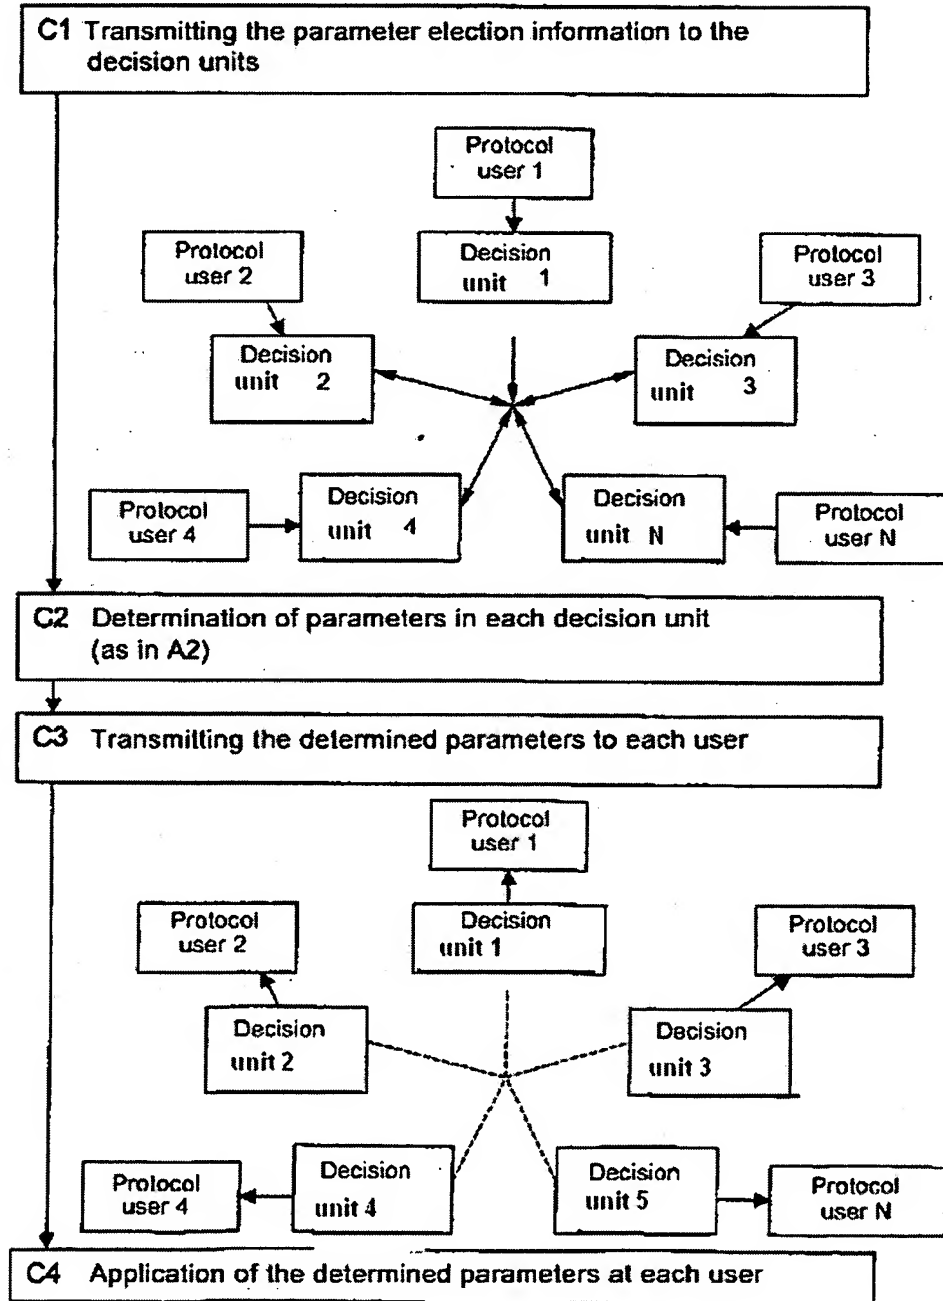 C1 Transmitting the parameter election information to the
decision units
Protocol
user 1
Protocol
user 2
Decision
unit 1
Protocol
user 3
Decision
unit 2
Decision
unit 3
Protocol
user 4
Decision
unit 4
Decision
unit N
Protocol
user N
C2 Determination of parameters in each decision unit
(as in A2)
C3 Transmitting the determined parameters to each user
Protocol
user 1
Protocol
user 2
Decision
unit 1
Protocol
user 3
Decision
unit 2
Decision
unit 3
Protocol
user 4
Decision
unit 4
Decision
unit 5
Protocol
user N
C4 Application of the determined parameters at each user